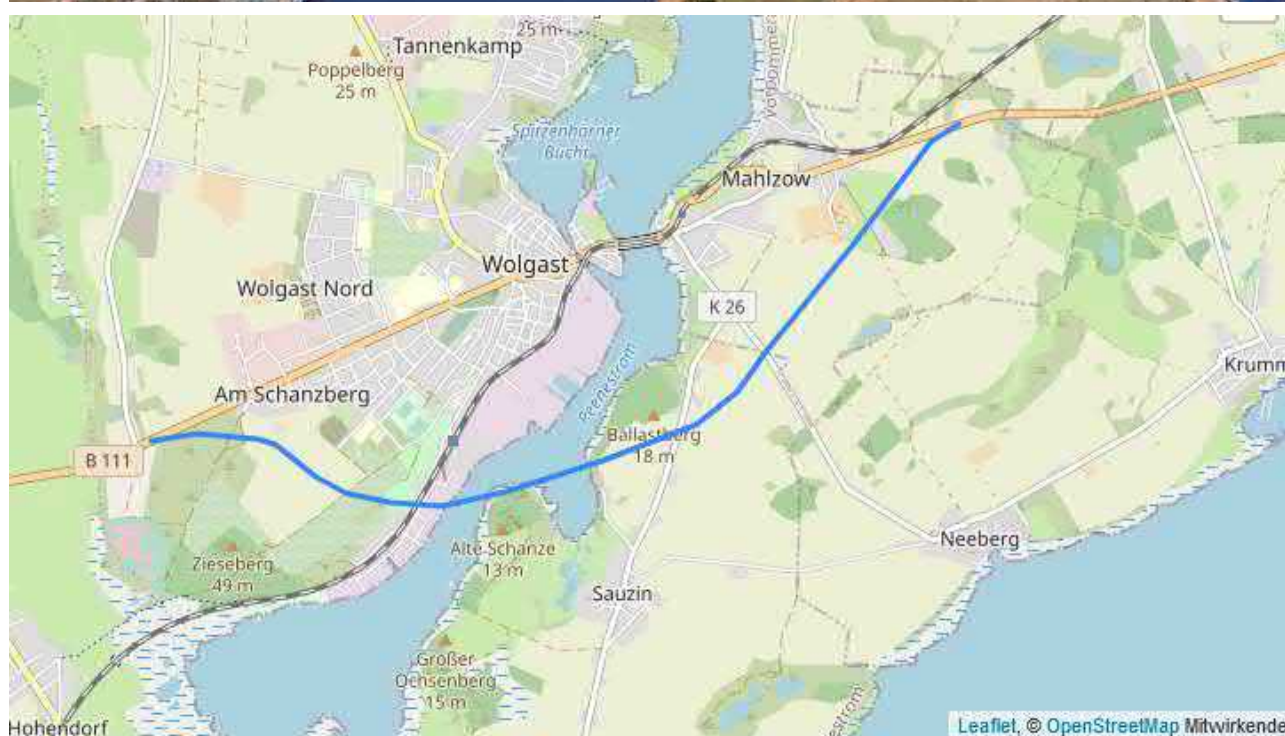 25 m
Tannenkamp
Poppelberg
25 m
Spitzenhörner
Bucht
Mahlzow
Wolgast
Wolgast Nord
K 26
Peenestrom
Krumm
Am Schanzberg
Ballastberg
18 m
B 111
Alte Schanze
13 m
Neeberg
Zieseberg
49 m
Sauzin
Großer
Ochsenberg
15 m
Hohendorf
Leaflet, © OpenStreetMap Mitwirkende